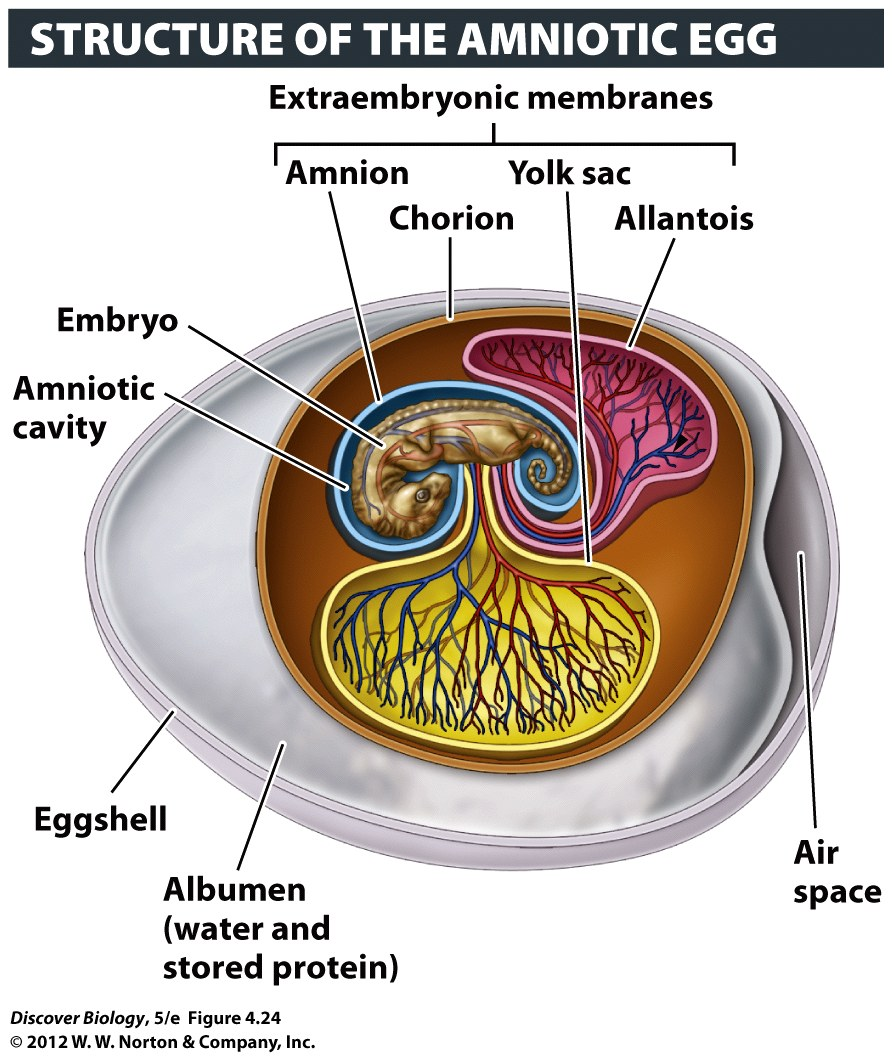 STRUCTURE OF THE AMNIOTIC EGG
Extraembryonic membranes
Amnion
Yolk sac
Chorion
Allantois
Embryo
Amniotic
cavity
Eggshell
Air
space
Albumen
(water and
stored protein)
Discover Biology, 5/e Figure 4.24
© 2012 W. W. Norton & Company, Inc.